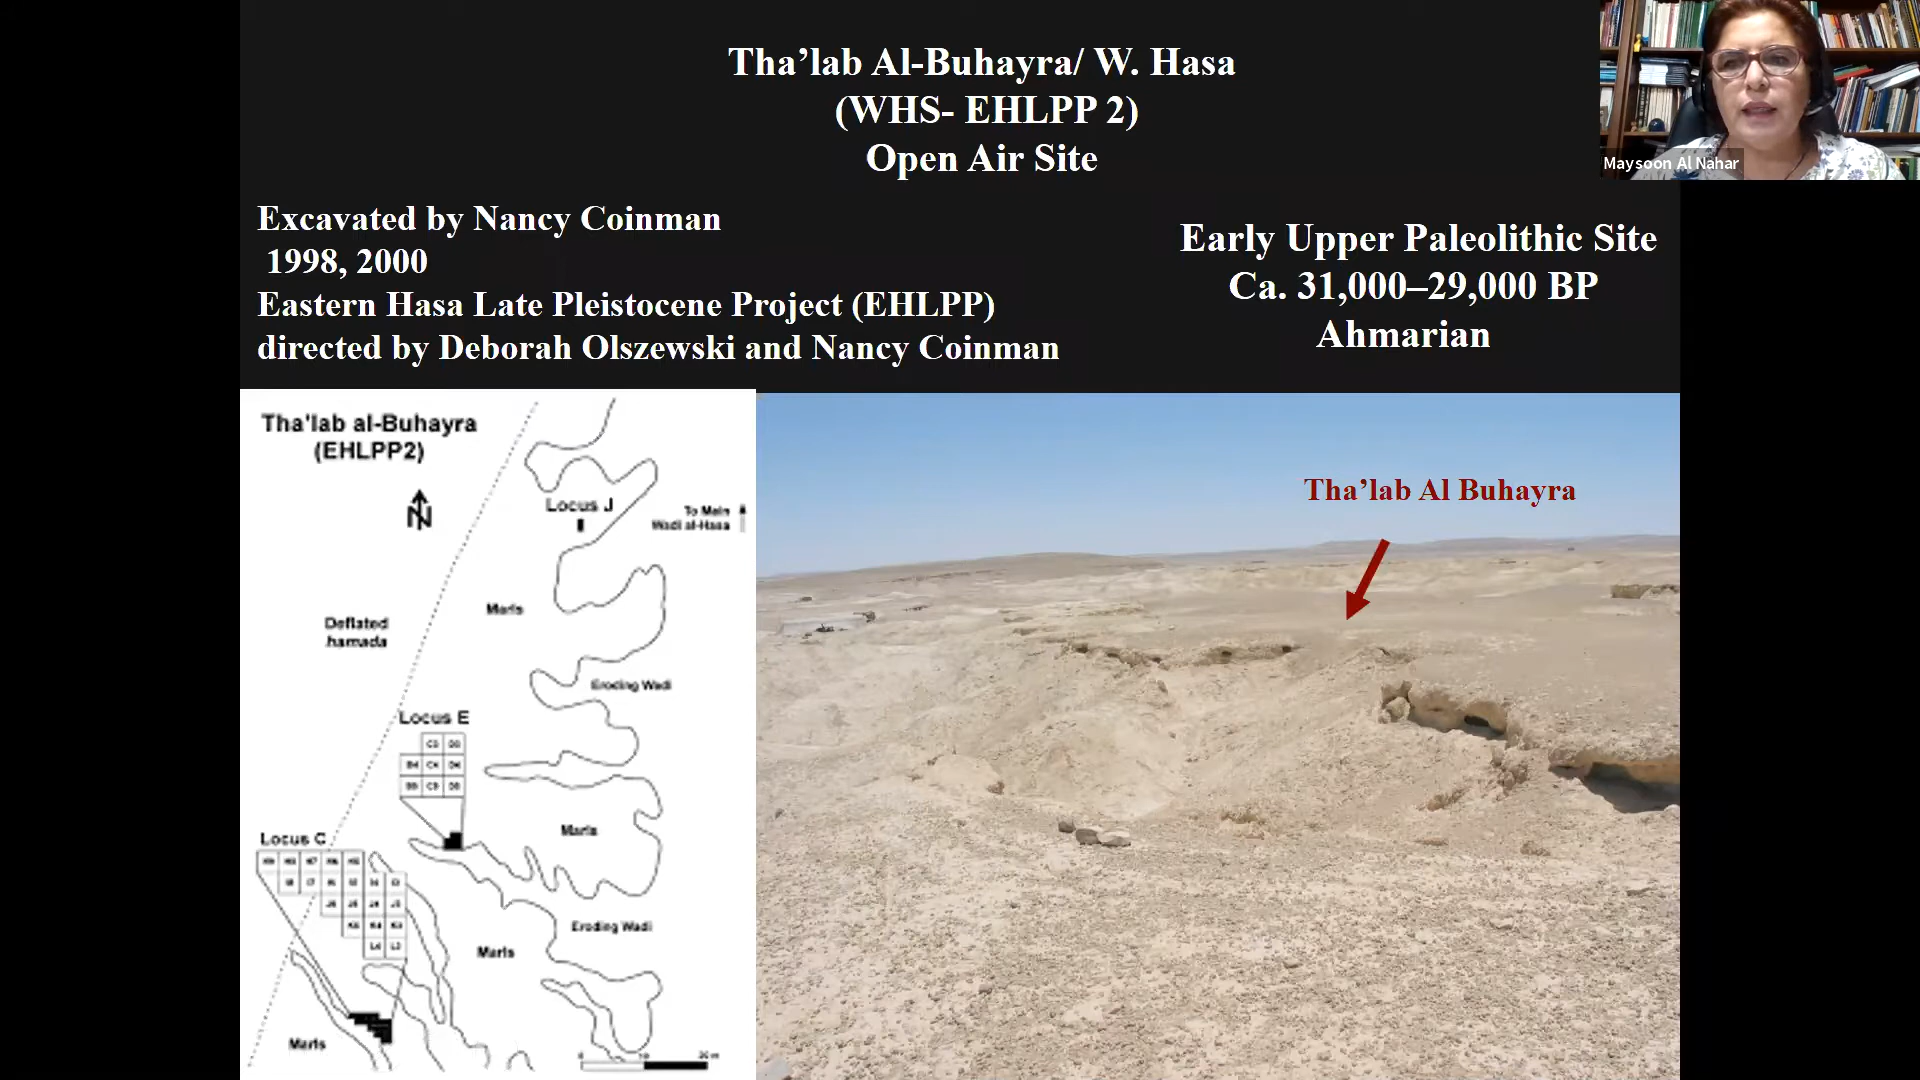 Tha’lab Al-Buhayra/ W. Hasa
(WHS- EHLPP 2)
Open Air Site
Maysoon Al Nahar
Excavated by Nancy Coinman
1998, 2000
Eastern Hasa Late Pleistocene Project (EHLPP)
directed by Deborah Olszewski and Nancy Coinman
Early Upper Paleolithic Site
Ca. 31,000–29,000 BP
Ahmarian
Tha'lab al-Buhayra
(EHLPP2)
N
Locus J
To Main
Wadi al-Hasa
Marls
Deflated
hamada
Eroding Wadi
Locus E
Marls
Locus C
Eroding Wadi
Marls
Marls
Tha’lab Al Buhayra